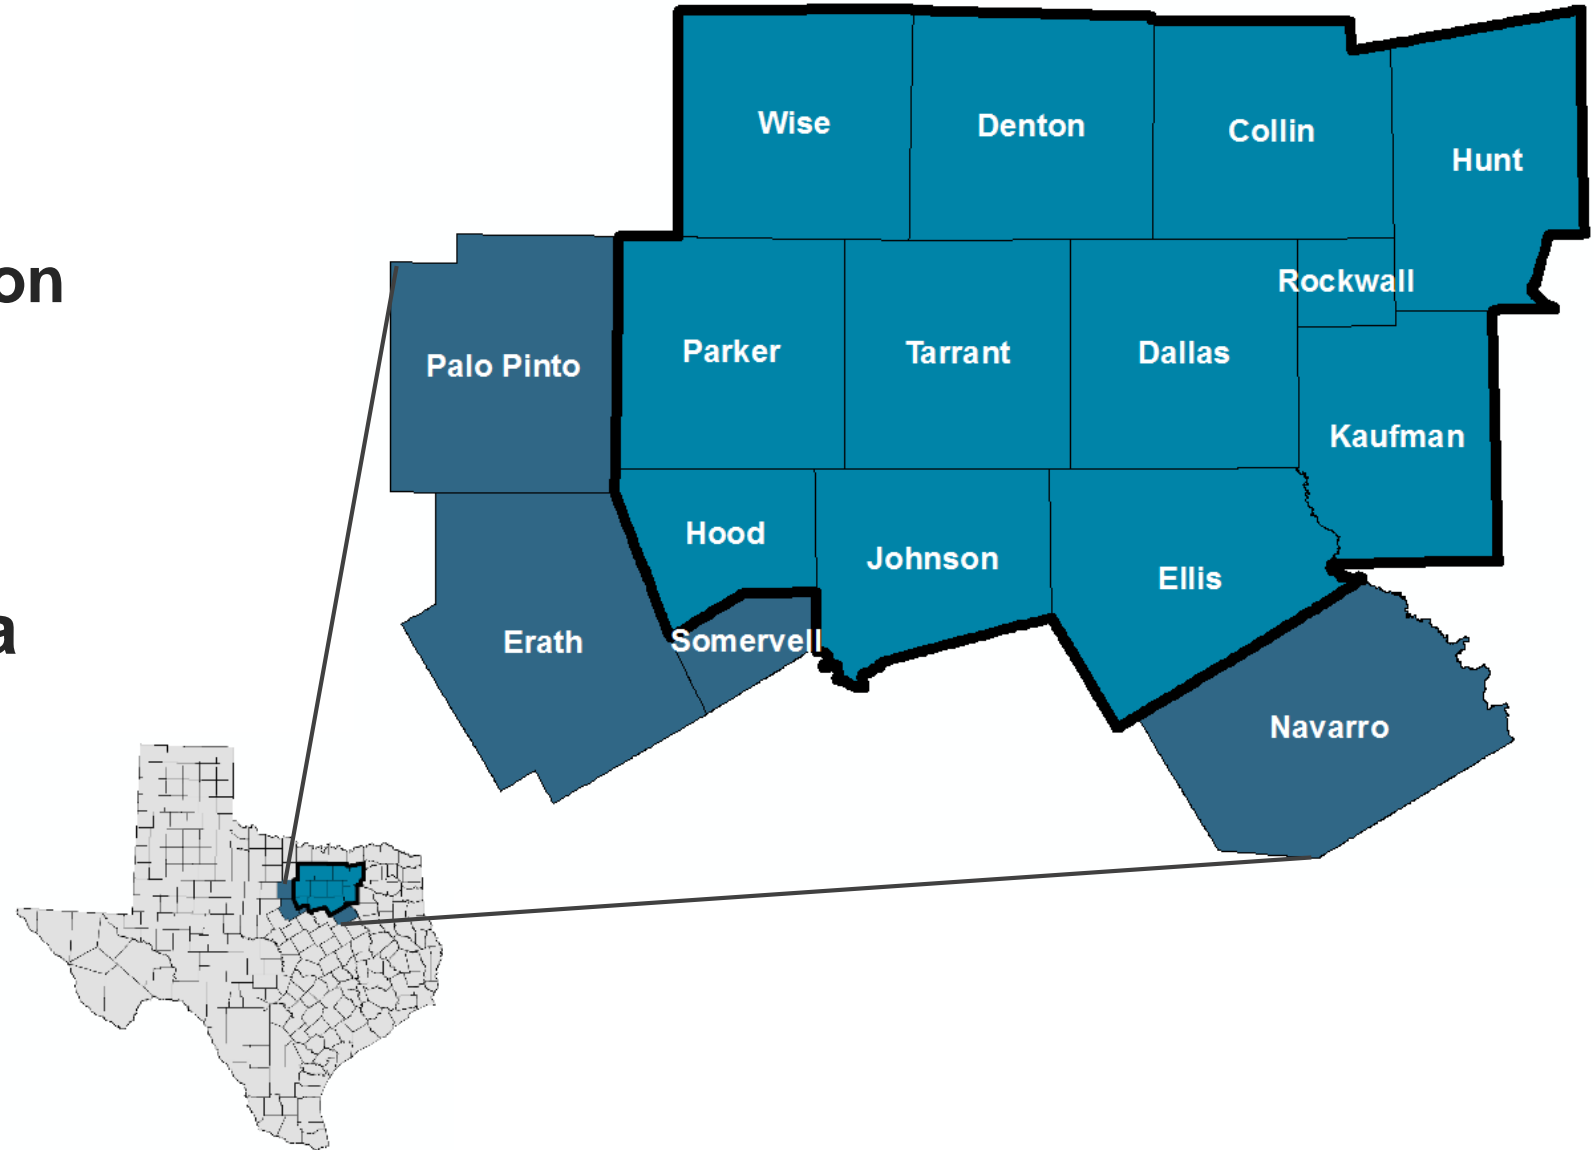 Wise
Denton
Collin
Hunt
on
Rockwall
Palo Pinto
Parker
Tarrant
Dallas
Kaufman
Hood
Johnson
Ellis
a
Erath
Somervell
Navarro